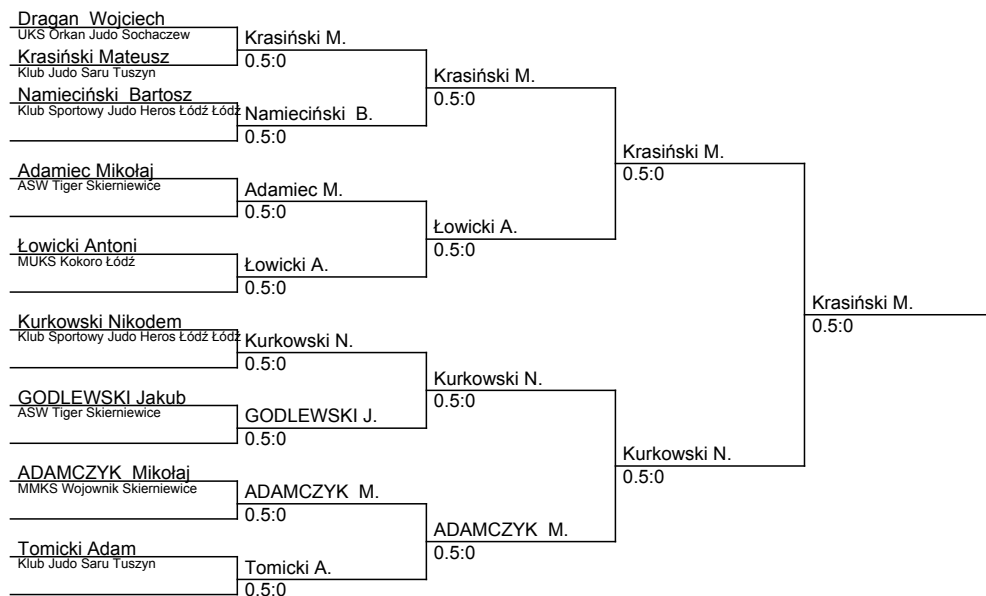 Dragan  Wojciech
UKS Orkan Judo Sochaczew
Krasiński Mateusz
Klub Judo Saru Tuszyn
Namieciński  Bartosz
Klub Sportowy Judo Heros Łódź Łódź
Adamiec Mikołaj
ASW Tiger Skierniewice
Łowicki Antoni
MUKS Kokoro Łódź
Kurkowski Nikodem
Klub Sportowy Judo Heros Łódź Łódź
GODLEWSKI Jakub
ASW Tiger Skierniewice
ADAMCZYK  Mikołaj
MMKS Wojownik Skierniewice
Tomicki Adam
Klub Judo Saru Tuszyn
Krasiński M.
0.5:0
Namieciński  B.
0.5:0
Adamiec M.
0.5:0
Łowicki A.
0.5:0
Kurkowski N.
0.5:0
GODLEWSKI J.
0.5:0
ADAMCZYK  M.
0.5:0
Tomicki A.
0.5:0
Krasiński M.
0.5:0
Łowicki A.
0.5:0
Kurkowski N.
0.5:0
ADAMCZYK  M.
0.5:0
Krasiński M.
0.5:0
Kurkowski N.
0.5:0
Krasiński M.
0.5:0